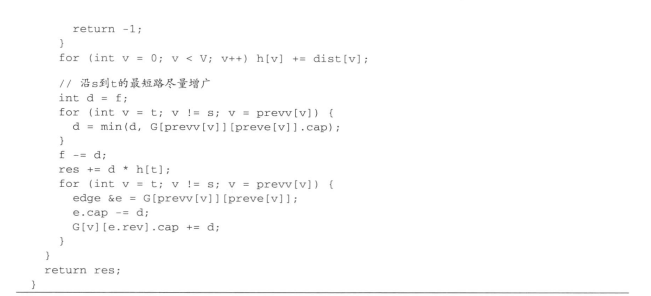 return -1;
    }
    for (int v = 0; v < V; v++) h[v] += dist[v];

    // 沿s到t的最短路尽量增广
    int d = f;
    for (int v = t; v != s; v = prevv[v]) {
      d = min(d, G[prevv[v]][preve[v]].cap);
    }
    f -= d;
    res += d * h[t];
    for (int v = t; v != s; v = prevv[v]) {
      edge &e = G[prevv[v]][preve[v]];
      e.cap -= d;
      G[v][e.rev].cap += d;
    }
  }
  return res;
}